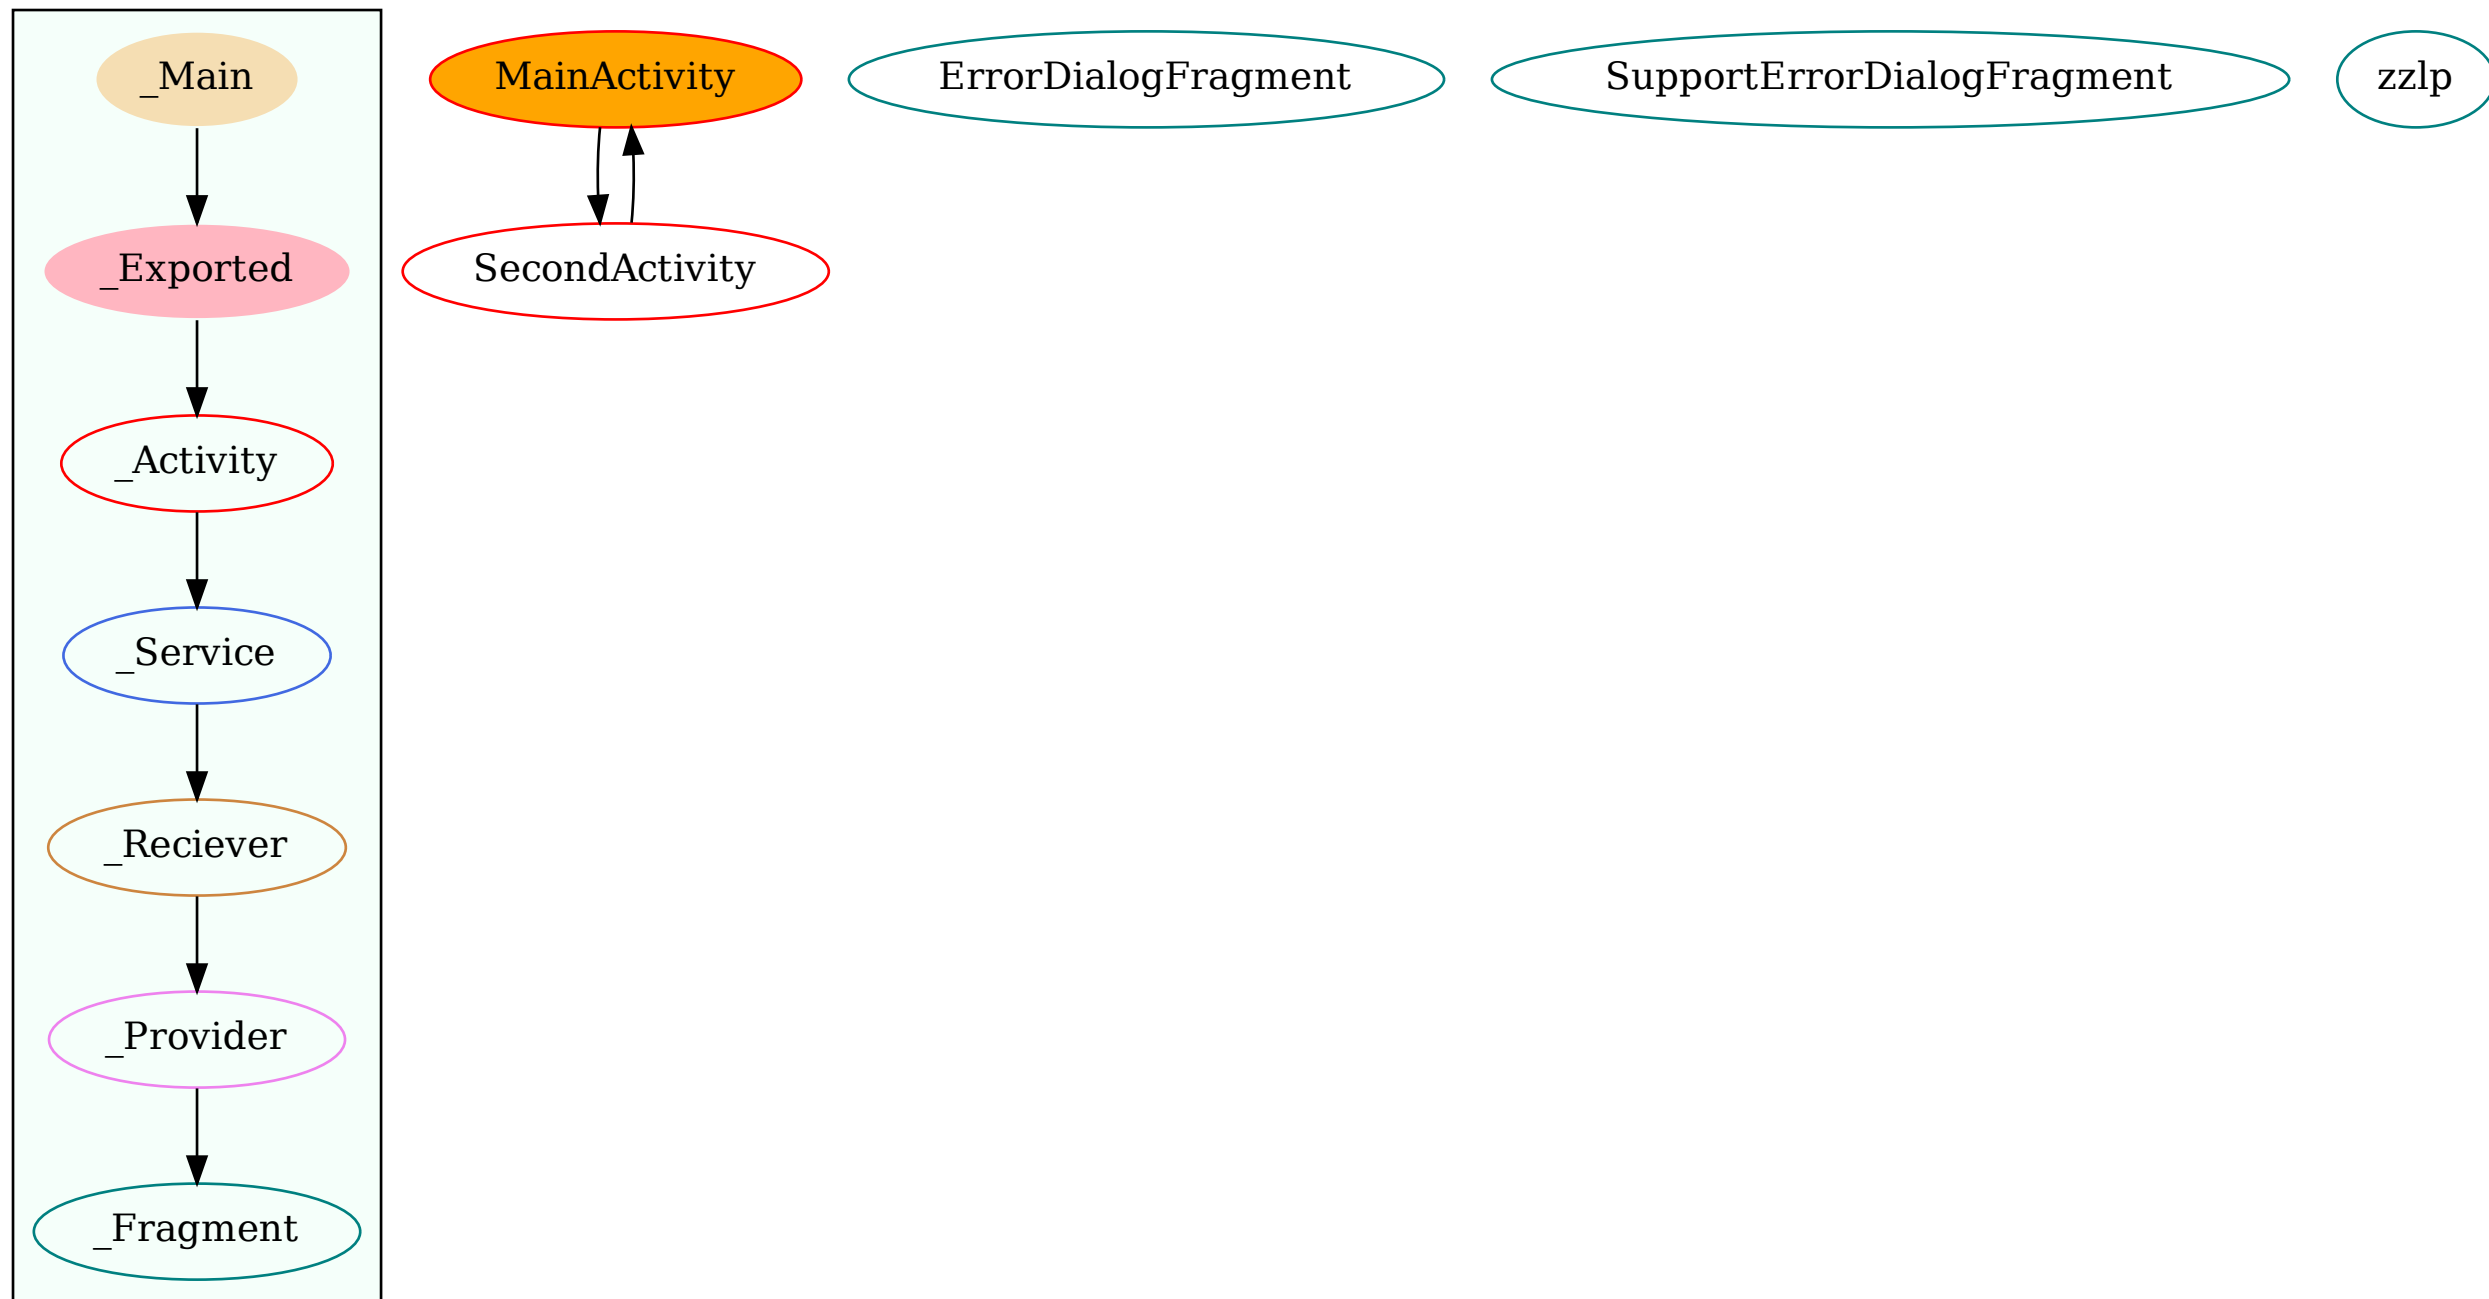 _Main
_Exported
_Activity
_Service
_Reciever
_Provider
_Fragment
MainActivity
SecondActivity
ErrorDialogFragment
SupportErrorDialogFragment
zzlp